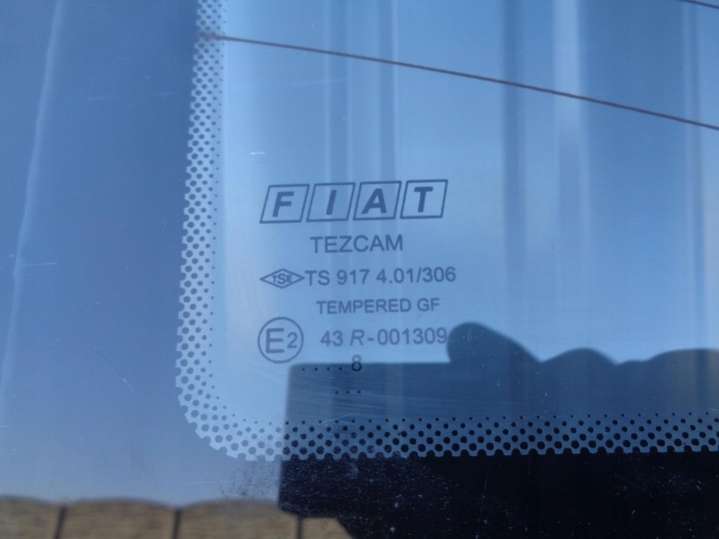 FIAT
TEZCAM
TSE TS 917 4.01/306
TEMPERED GF
E2 43 R-001309
....8